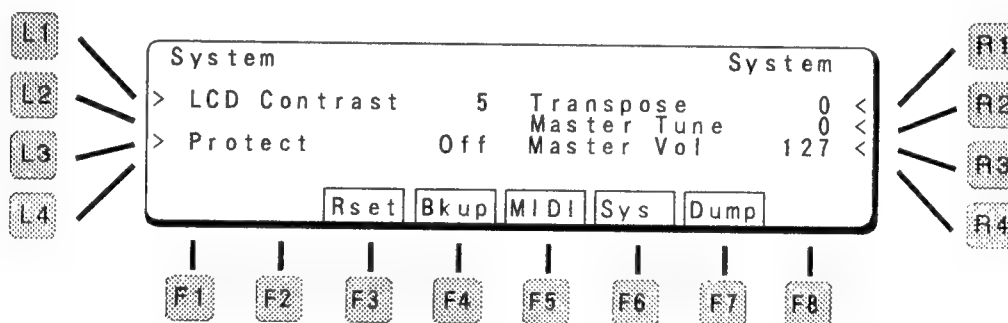 L1
L2
L3
L4
System System
> LCD Contrast 5 Transpose 0 <
Master Tune 0 <
> Protect Off Master Vol 127 <
Rset Bkup MIDI Sys Dump
R1
R2
R3
R4
F1 F2 F3 F4 F5 F6 F7 F8